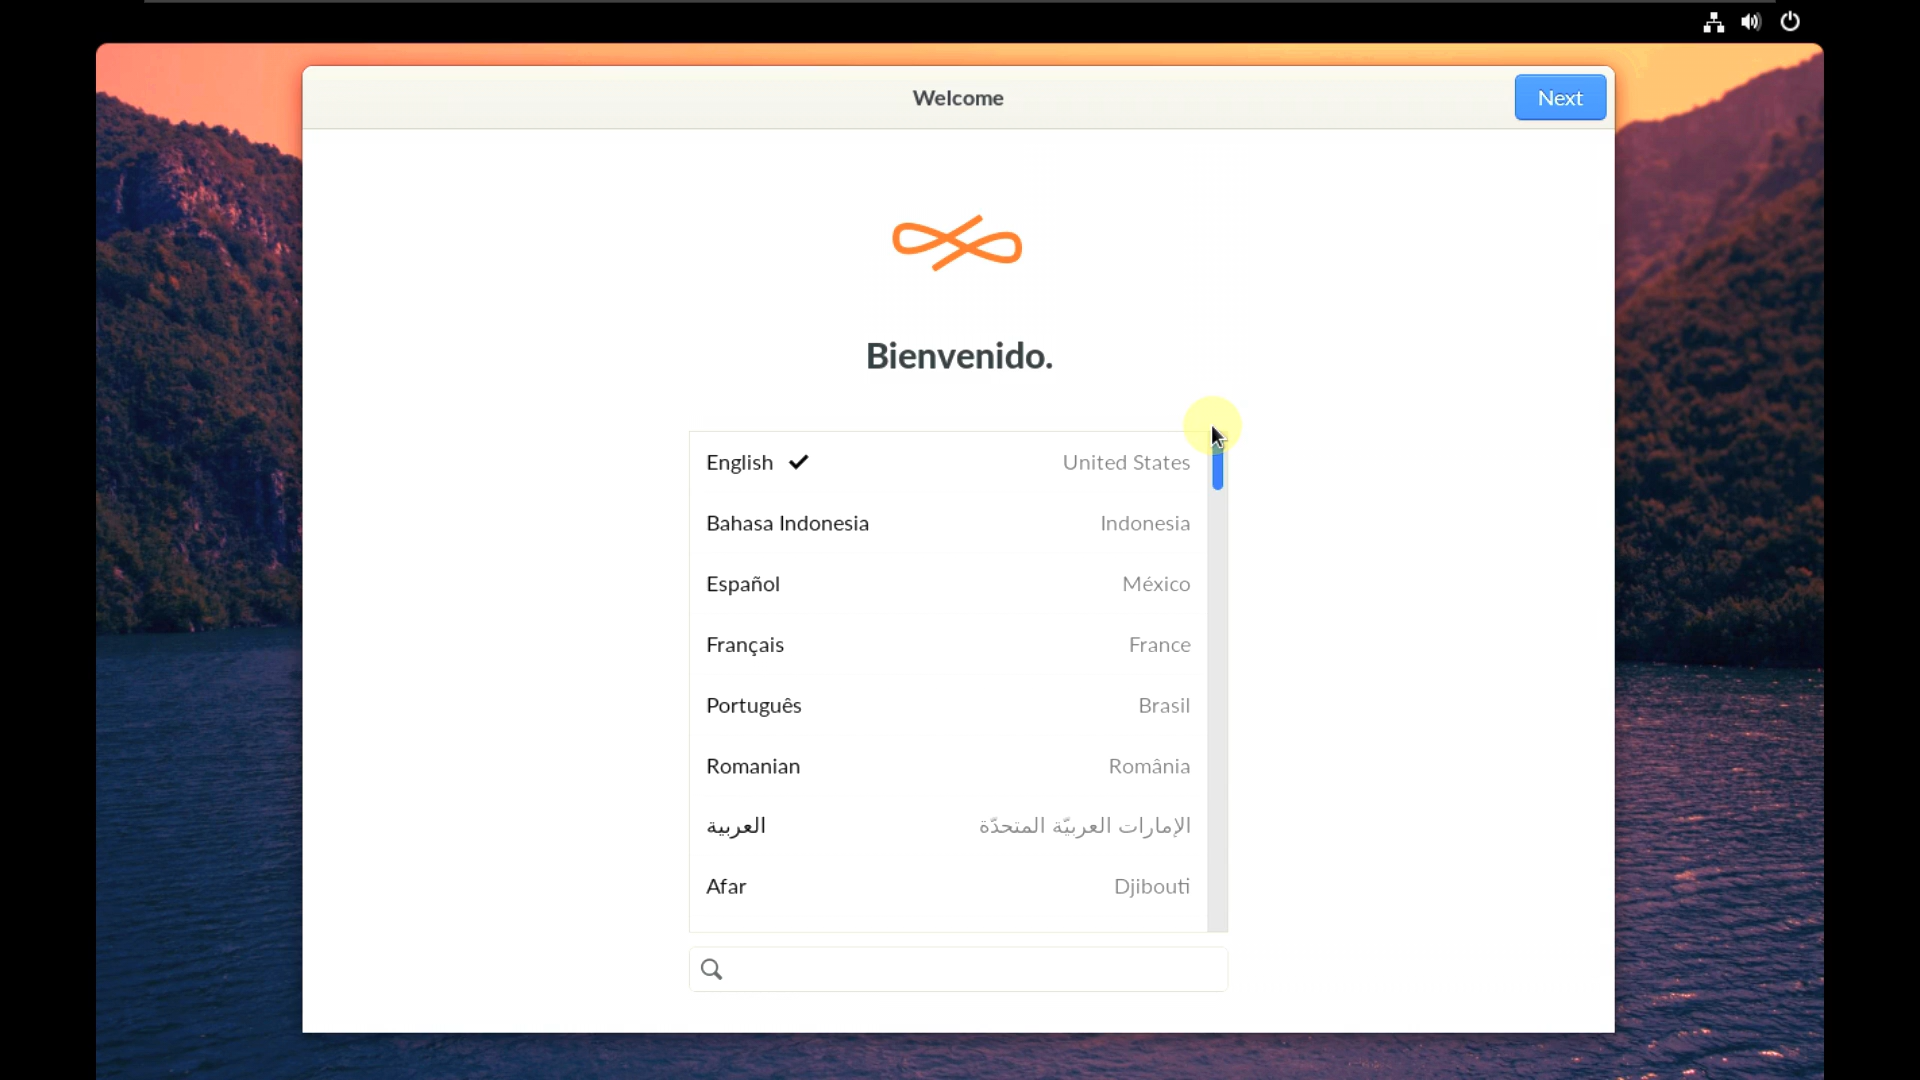 Welcome
Next
Bienvenido.
English United States
Bahasa Indonesia Indonesia
Español México
Français France
Português Brasil
Romanian România
العربية الإمارات العربيّة المتحدّة
Afar Djibouti